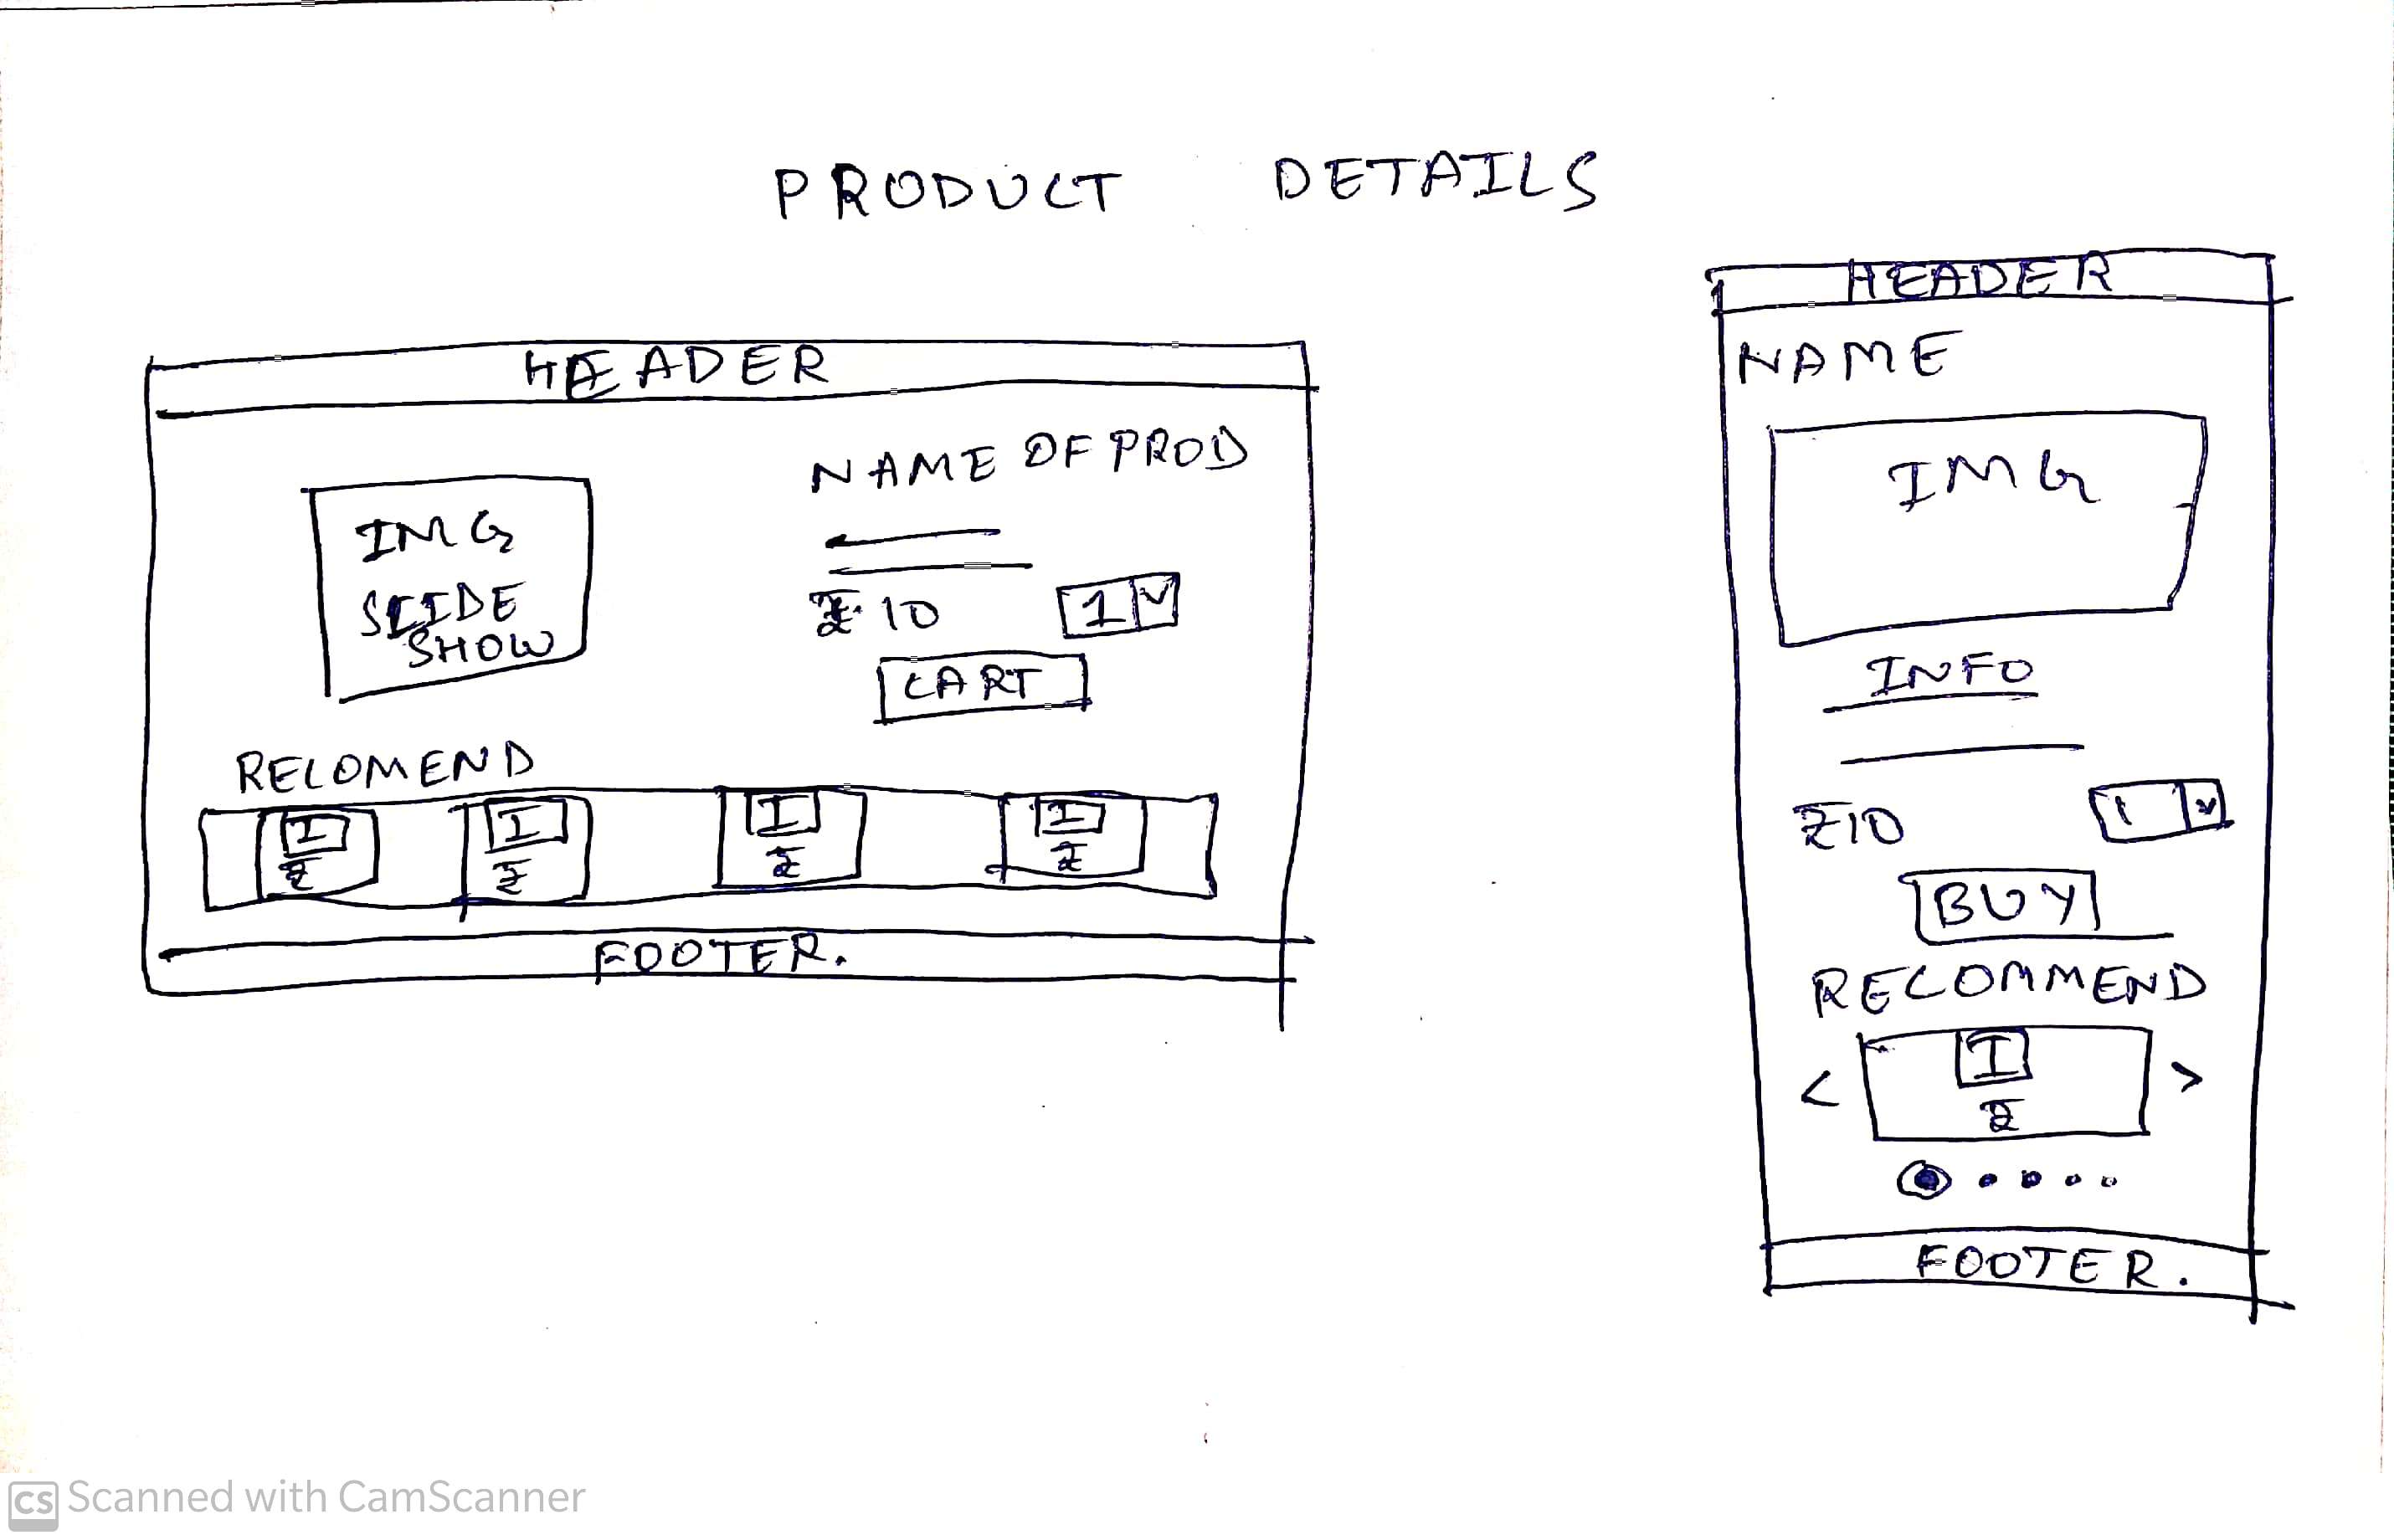 PRODUCT DETAILS
HEADER
NAME OF PROD
IMG
SLIDE
SHOW
₹ 10
1 v
CART
RECOMEND
I I I I
₹ ₹ ₹ ₹
FOOTER.
HEADER
NAME
IMG
INFO
₹10
1 v
BUY
RECOMMEND
< I >
₹
FOOTER.
CS Scanned with CamScanner